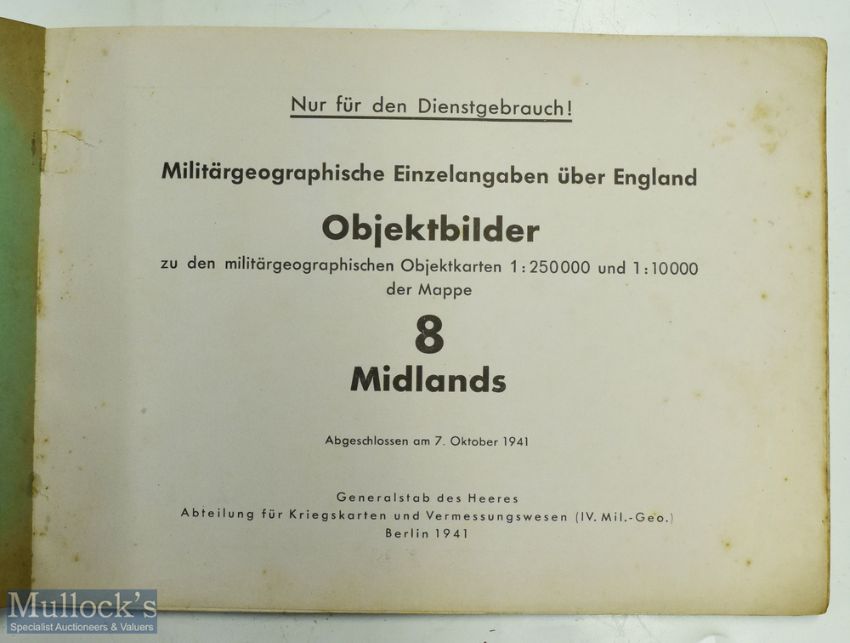 Nur für den Dienstgebrauch!
Militärgeographische Einzelangaben über England
Objektbilder
zu den militärgeographischen Objektkarten 1:250000 und 1:10000
der Mappe
8
Midlands
Abgeschlossen am 7. Oktober 1941
Generalstab des Heeres
Abteilung für Kriegskarten und Vermessungswesen (IV. Mil.-Geo.)
Berlin 1941
Mullock's
Specialist Auctioneers & Valuers